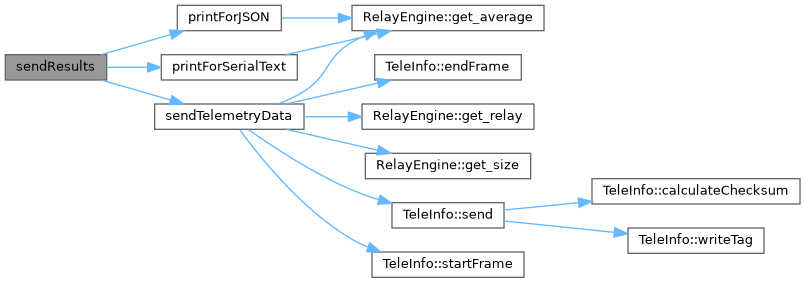 sendResults
printForJSON
printForSerialText
sendTelemetryData
RelayEngine::get_average
TeleInfo::endFrame
RelayEngine::get_relay
RelayEngine::get_size
TeleInfo::send
TeleInfo::startFrame
TeleInfo::calculateChecksum
TeleInfo::writeTag